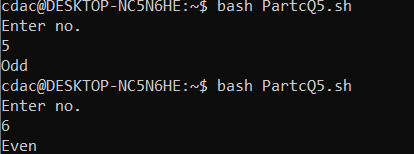 cdac@DESKTOP-NC5N6HE:~$ bash PartcQ5.sh
Enter no.
5
Odd
cdac@DESKTOP-NC5N6HE:~$ bash PartcQ5.sh
Enter no.
6
Even